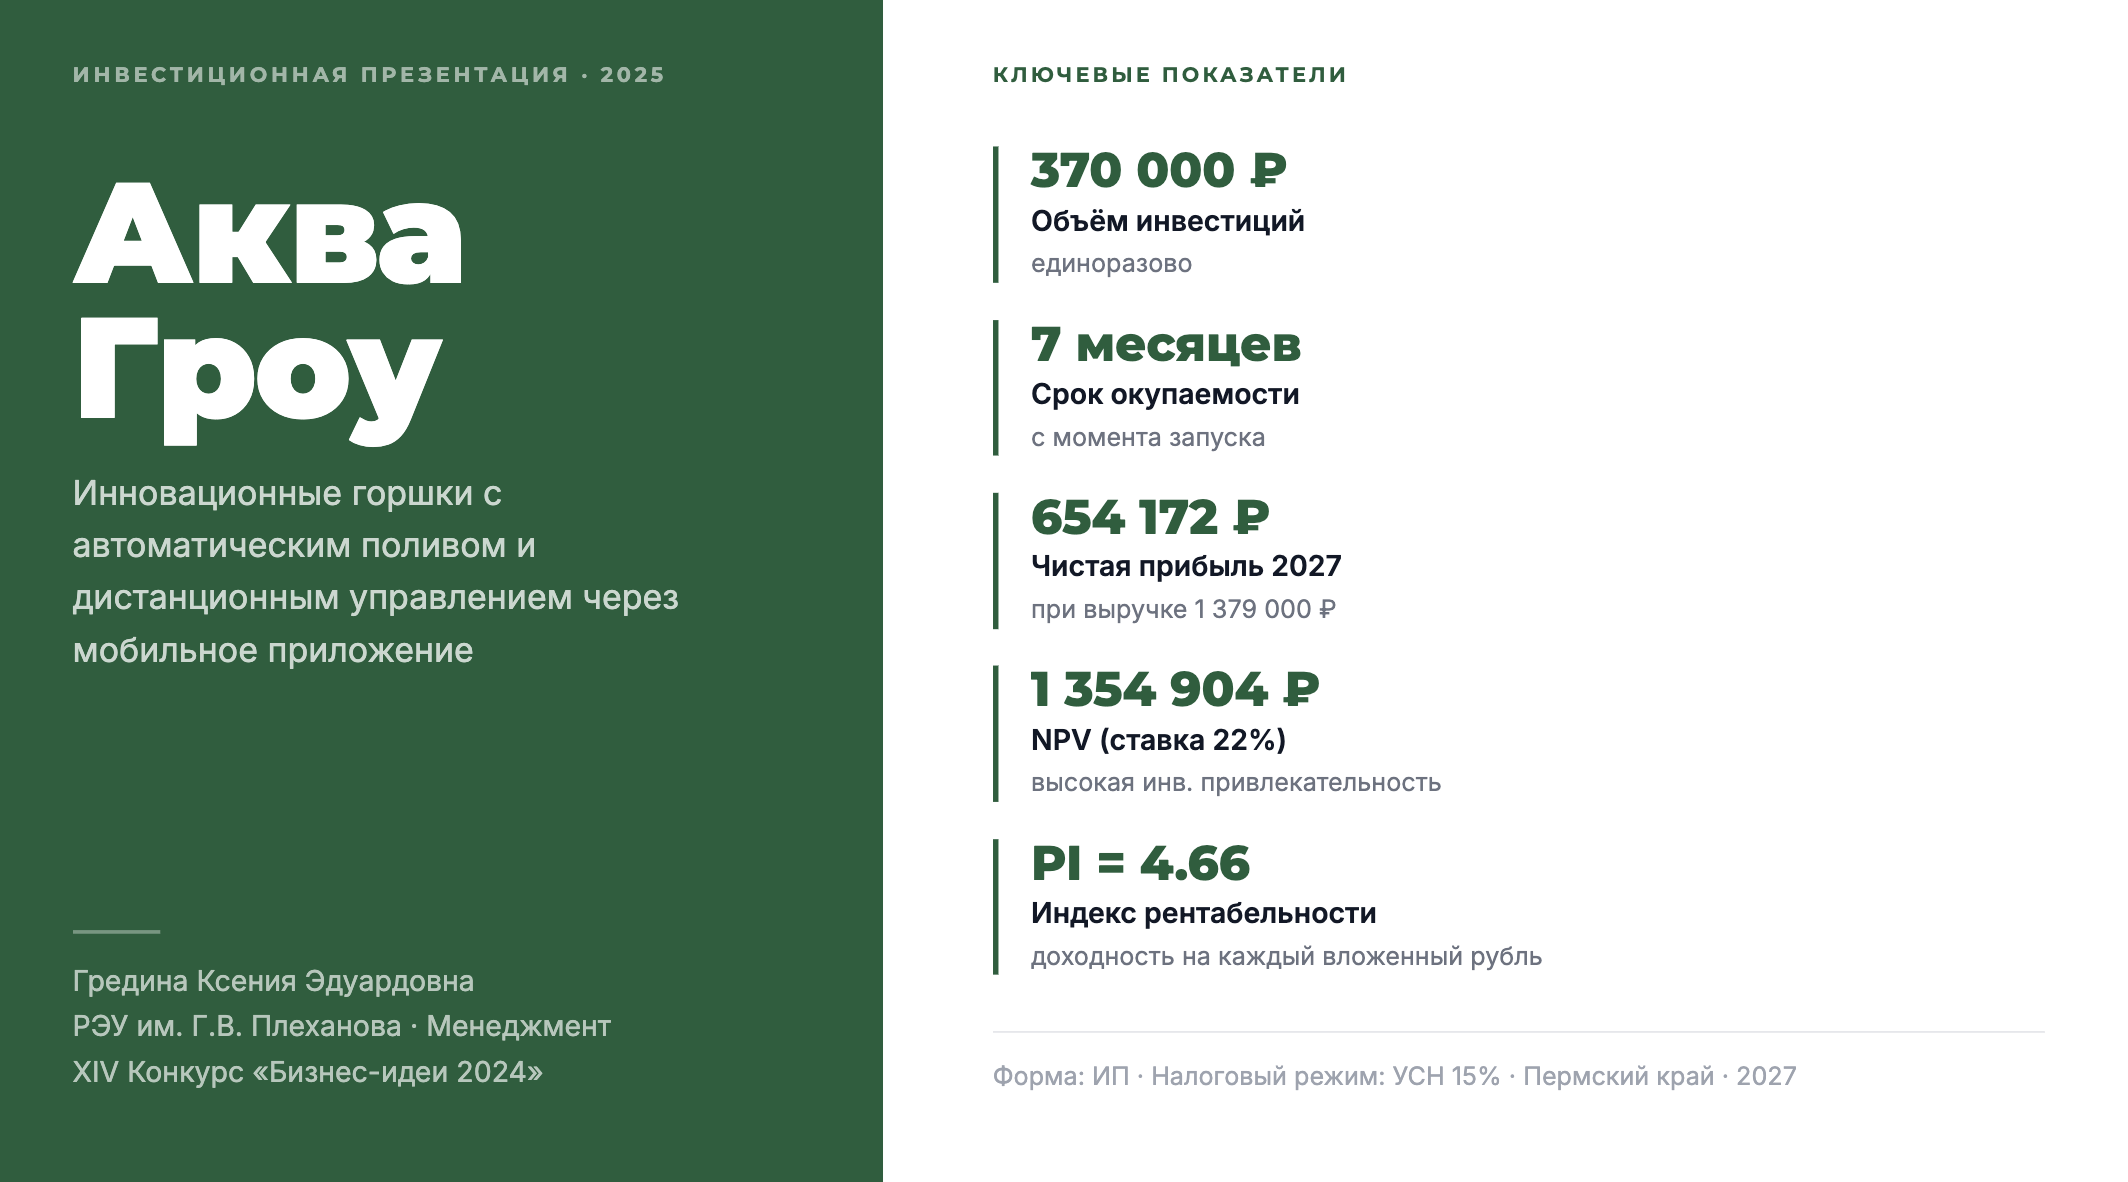 ИНВЕСТИЦИОННАЯ ПРЕЗЕНТАЦИЯ · 2025
Аква
Гроу
Инновационные горшки с
автоматическим поливом и
дистанционным управлением через
мобильное приложение
Гредина Ксения Эдуардовна
РЭУ им. Г.В. Плеханова · Менеджмент
XIV Конкурс «Бизнес-идеи 2024»
КЛЮЧЕВЫЕ ПОКАЗАТЕЛИ
370 000 ₽
Объём инвестиций
единоразово
7 месяцев
Срок окупаемости
с момента запуска
654 172 ₽
Чистая прибыль 2027
при выручке 1 379 000 ₽
1 354 904 ₽
NPV (ставка 22%)
высокая инв. привлекательность
PI = 4.66
Индекс рентабельности
доходность на каждый вложенный рубль
Форма: ИП · Налоговый режим: УСН 15% · Пермский край · 2027